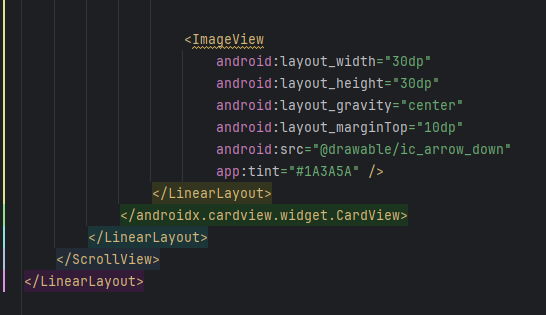 <ImageView
android:layout_width="30dp"
android:layout_height="30dp"
android:layout_gravity="center"
android:layout_marginTop="10dp"
android:src="@drawable/ic_arrow_down"
app:tint="#1A3A5A" />
</LinearLayout>
</androidx.cardview.widget.CardView>
</LinearLayout>
</ScrollView>
</LinearLayout>